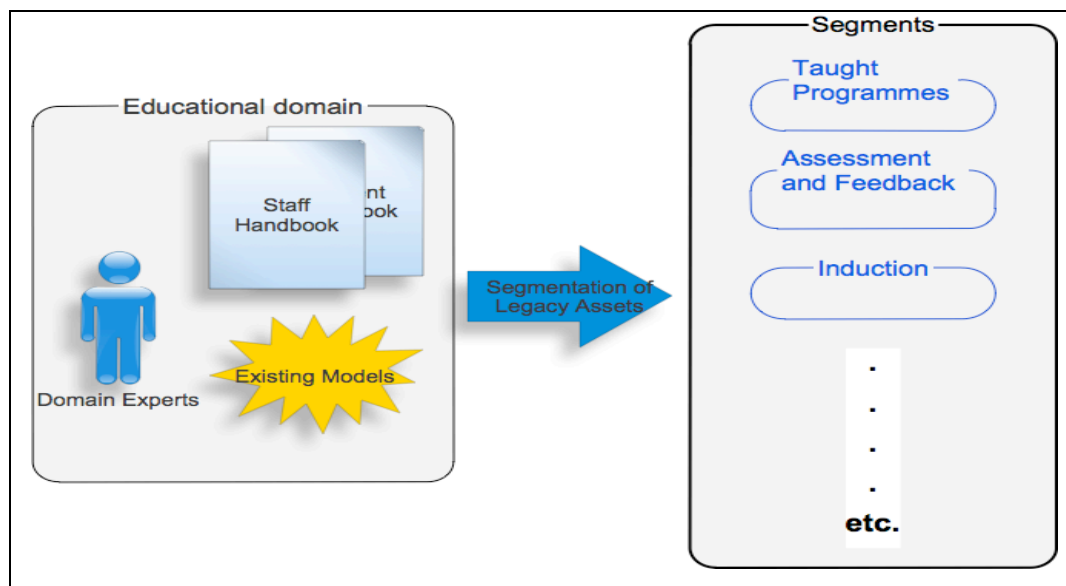 Educational domain
Staff
Handbook
Domain Experts
Existing Models
Segmentation of
Legacy Assets
Segments
Taught
Programmes
Assessment
and Feedback
Induction
.
.
.
.
etc.